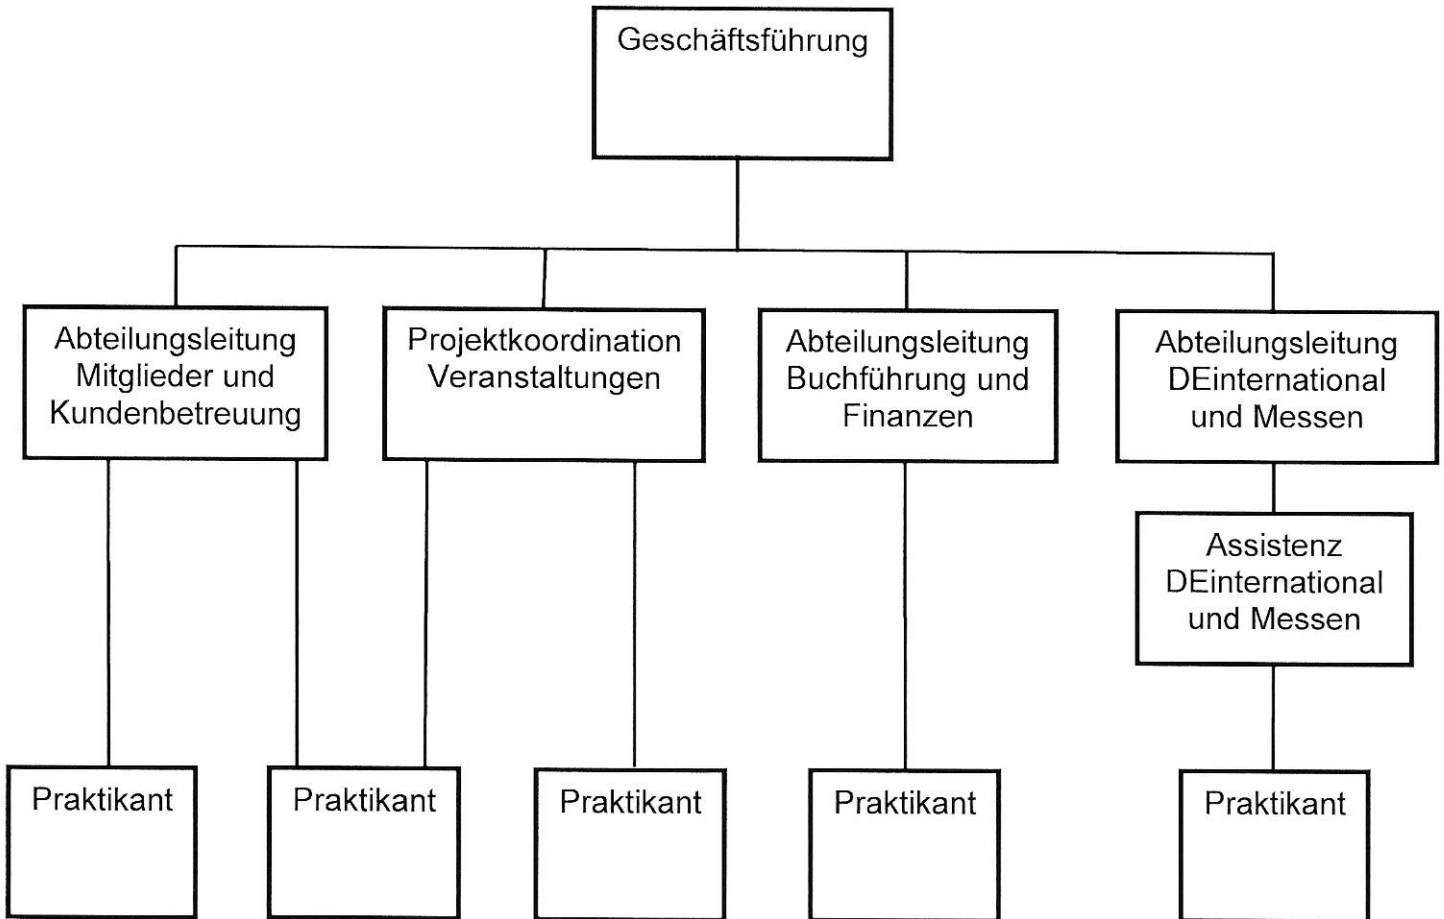 Geschäftsführung
Abteilungsleitung
Mitglieder und
Kundenbetreuung
Projektkoordination
Veranstaltungen
Abteilungsleitung
Buchführung und
Finanzen
Abteilungsleitung
DEinternational
und Messen
Assistenz
DEinternational
und Messen
Praktikant
Praktikant
Praktikant
Praktikant
Praktikant